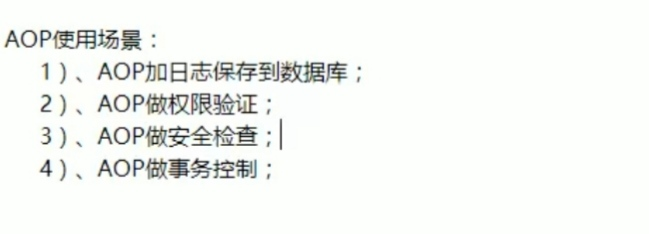 AOP使用场景：
1）、AOP加日志保存到数据库；
2）、AOP做权限验证；
3）、AOP做安全检查；
4）、AOP做事务控制；